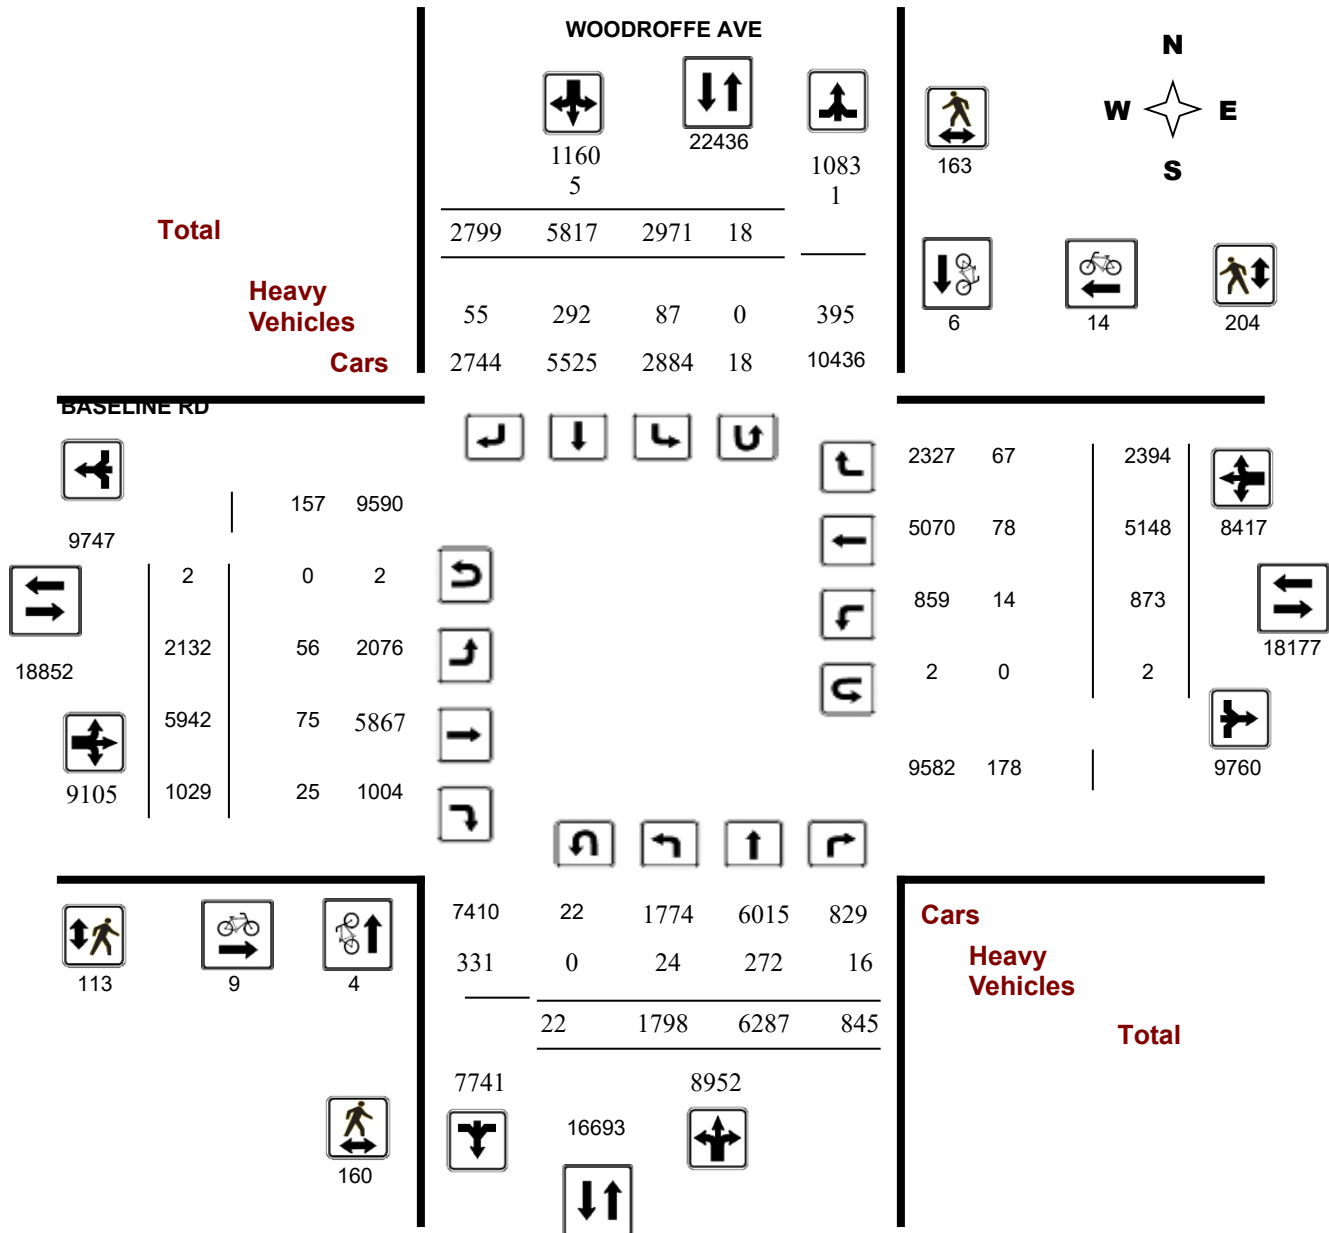 WOODROFFE AVE
N
W E
S
22436
1160
5
1083
1
163
Total
2799 5817 2971 18
Heavy
Vehicles
55 292 87 0 395
Cars
2744 5525 2884 18 10436
6 14 204
BASELINE RD
9747
157 9590
2 0 2
18852
2132 56 2076
5942 75 5867
9105
1029 25 1004
2327 67 2394
8417
5070 78 5148
859 14 873
18177
2 0 2
9582 178 9760
113 9 4
160
7410 22 1774 6015 829
331 0 24 272 16
22 1798 6287 845
7741 8952
16693
Cars
Heavy
Vehicles
Total